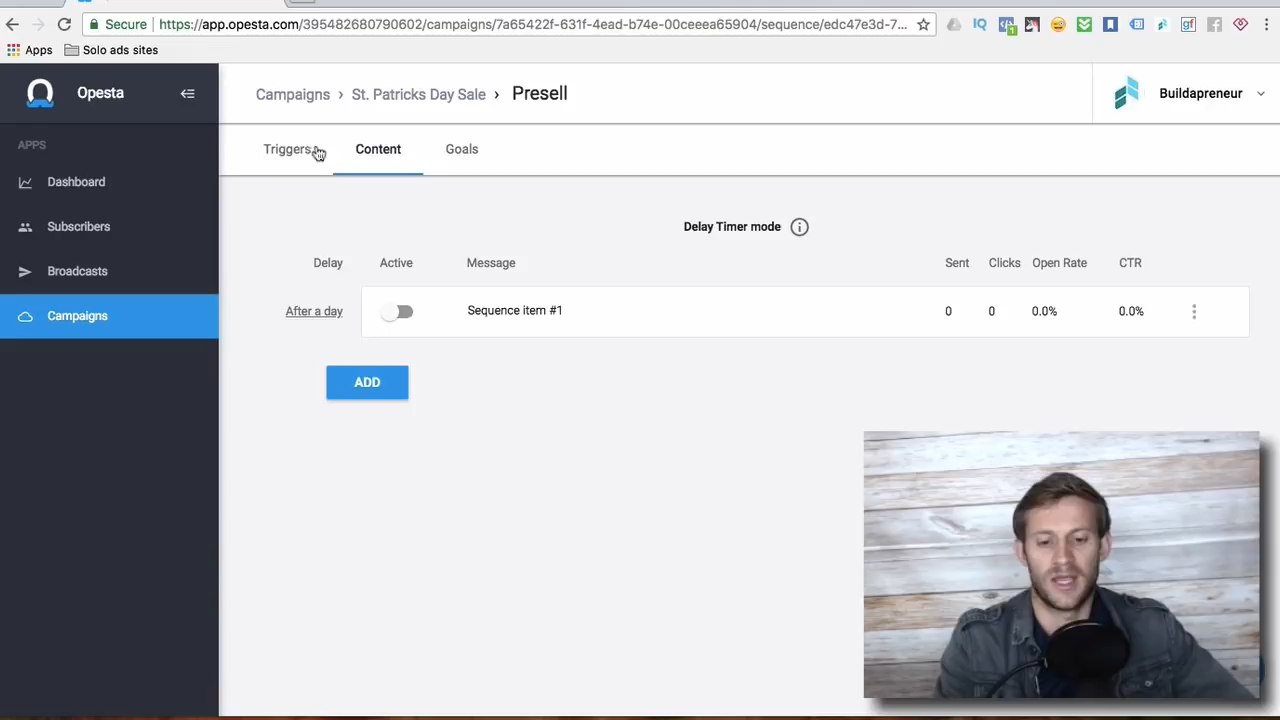 Secure https://app.opesta.com/395482680790602/campaigns/7a65422f-631f-4ead-b74e-00ceeea65904/sequence/edc47e3d-7...
Apps Solo ads sites
Opesta
Campaigns › St. Patricks Day Sale › Presell
Buildapreneur
APPS
Triggers Content Goals
Dashboard
Subscribers
Delay Timer mode
Broadcasts
Delay Active Message Sent Clicks Open Rate CTR
Campaigns
After a day Sequence item #1 0 0 0.0% 0.0%
ADD